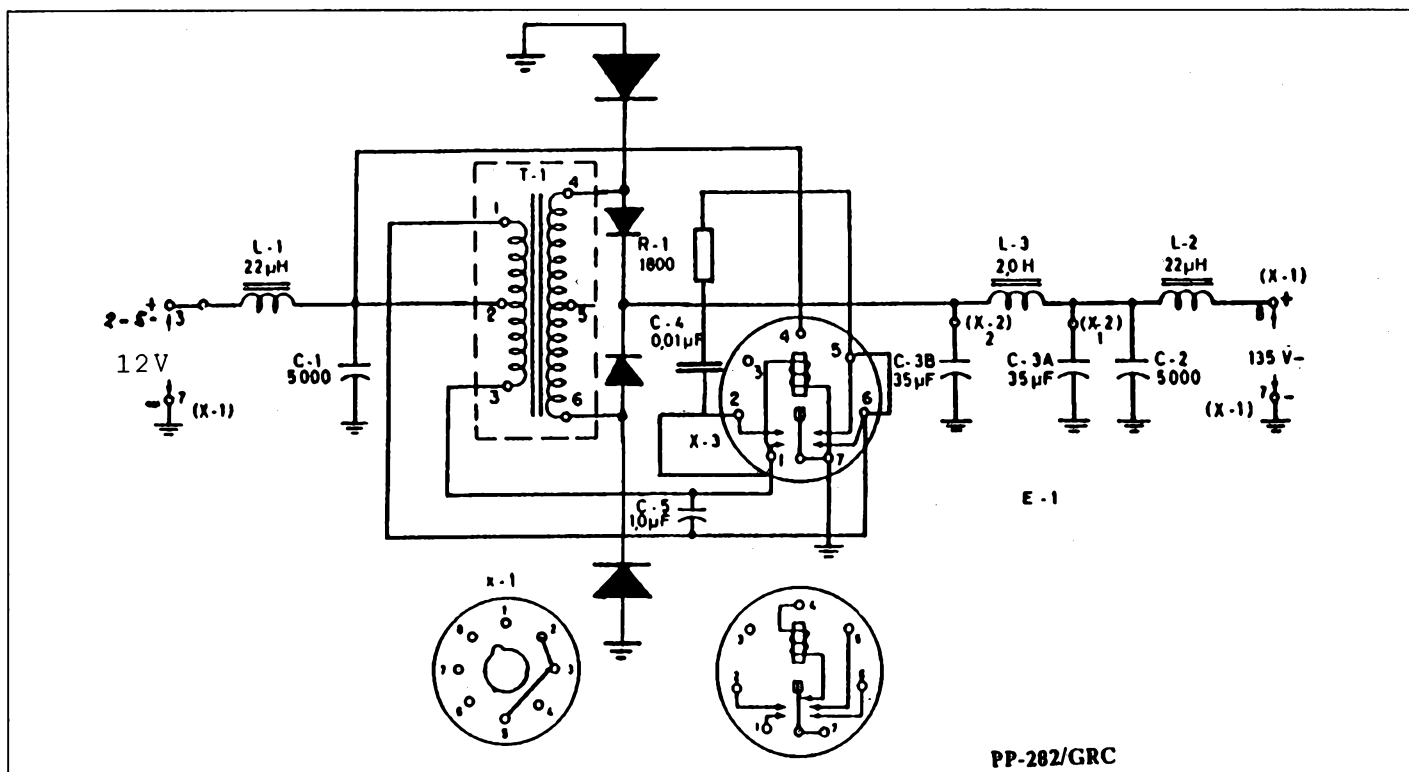 T-1
4
1
L-1
22µH
R-1
1800
L-3
2,0 H
L-2
22µH
(X-1)
+
2-5-
3
2
5
C-4
0,01µF
4
(X-2)
2
(X-2)
1
+
8
12V
C-1
5000
3
5
C-3B
35µF
C-3A
35µF
C-2
5000
135 V-
-
7
(X-1)
3
6
2
6
X-3
1
7
7
-
(X-1)
C-5
1,0µF
E-1
X-1
1
8
2
7
3
6
4
5
4
3
5
2
6
1
7
PP-282/GRC